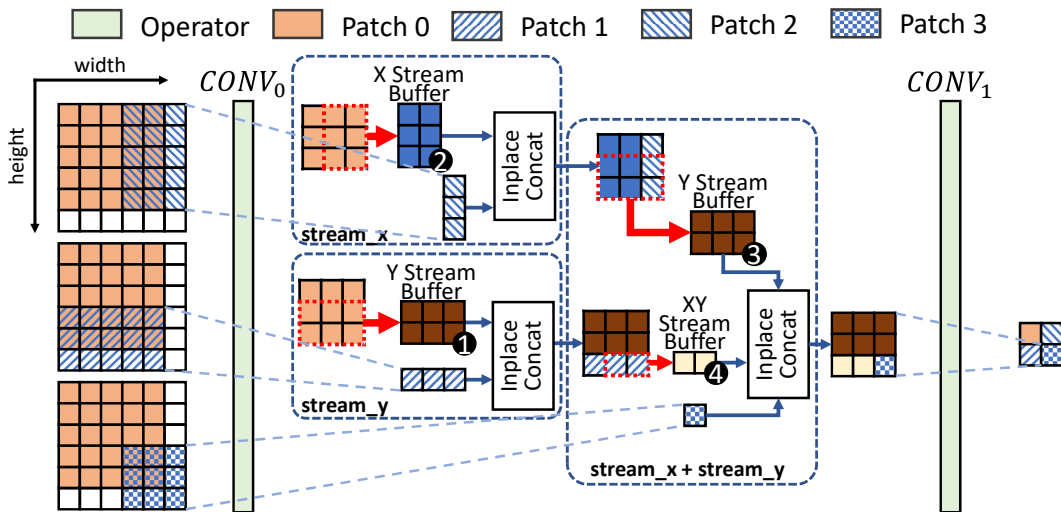 Operator Patch 0 Patch 1 Patch 2 Patch 3
width
height
CONV0
X Stream
Buffer
2
Inplace
Concat
stream_x
Y Stream
Buffer
1
Inplace
Concat
stream_y
Y Stream
Buffer
3
XY
Stream
Buffer
4
Inplace
Concat
stream_x + stream_y
CONV1